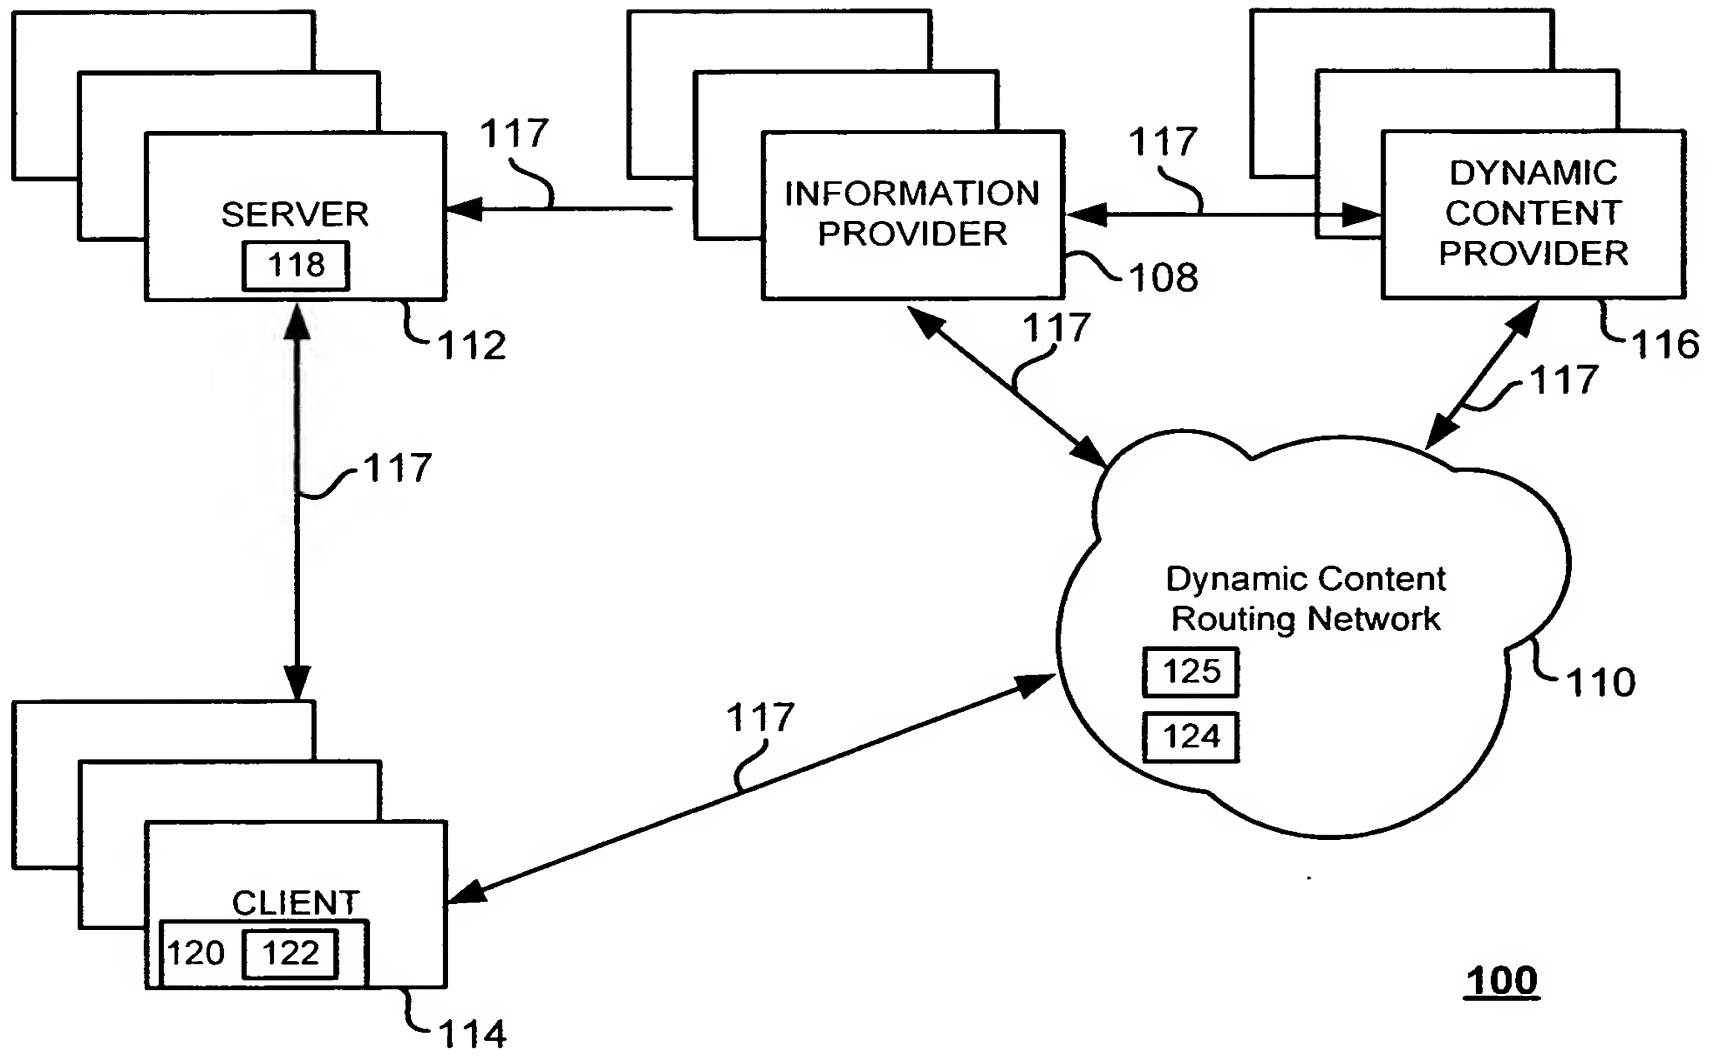 117
117
SERVER
118
INFORMATION
PROVIDER
DYNAMIC
CONTENT
PROVIDER
108
112
117
116
117
117
Dynamic Content
Routing Network
125
124
110
117
CLIENT
120
122
114
100